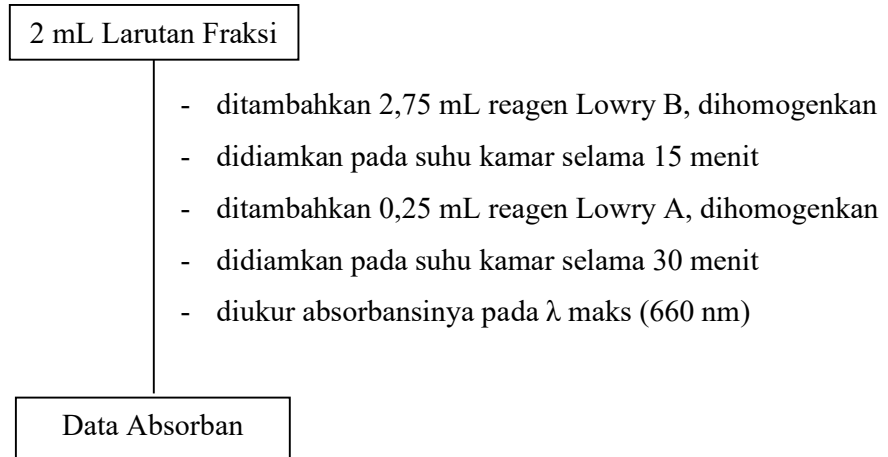 2 mL Larutan Fraksi
- ditambahkan 2,75 mL reagen Lowry B, dihomogenkan
- didiamkan pada suhu kamar selama 15 menit
- ditambahkan 0,25 mL reagen Lowry A, dihomogenkan
- didiamkan pada suhu kamar selama 30 menit
- diukur absorbansinya pada λ maks (660 nm)
Data Absorban